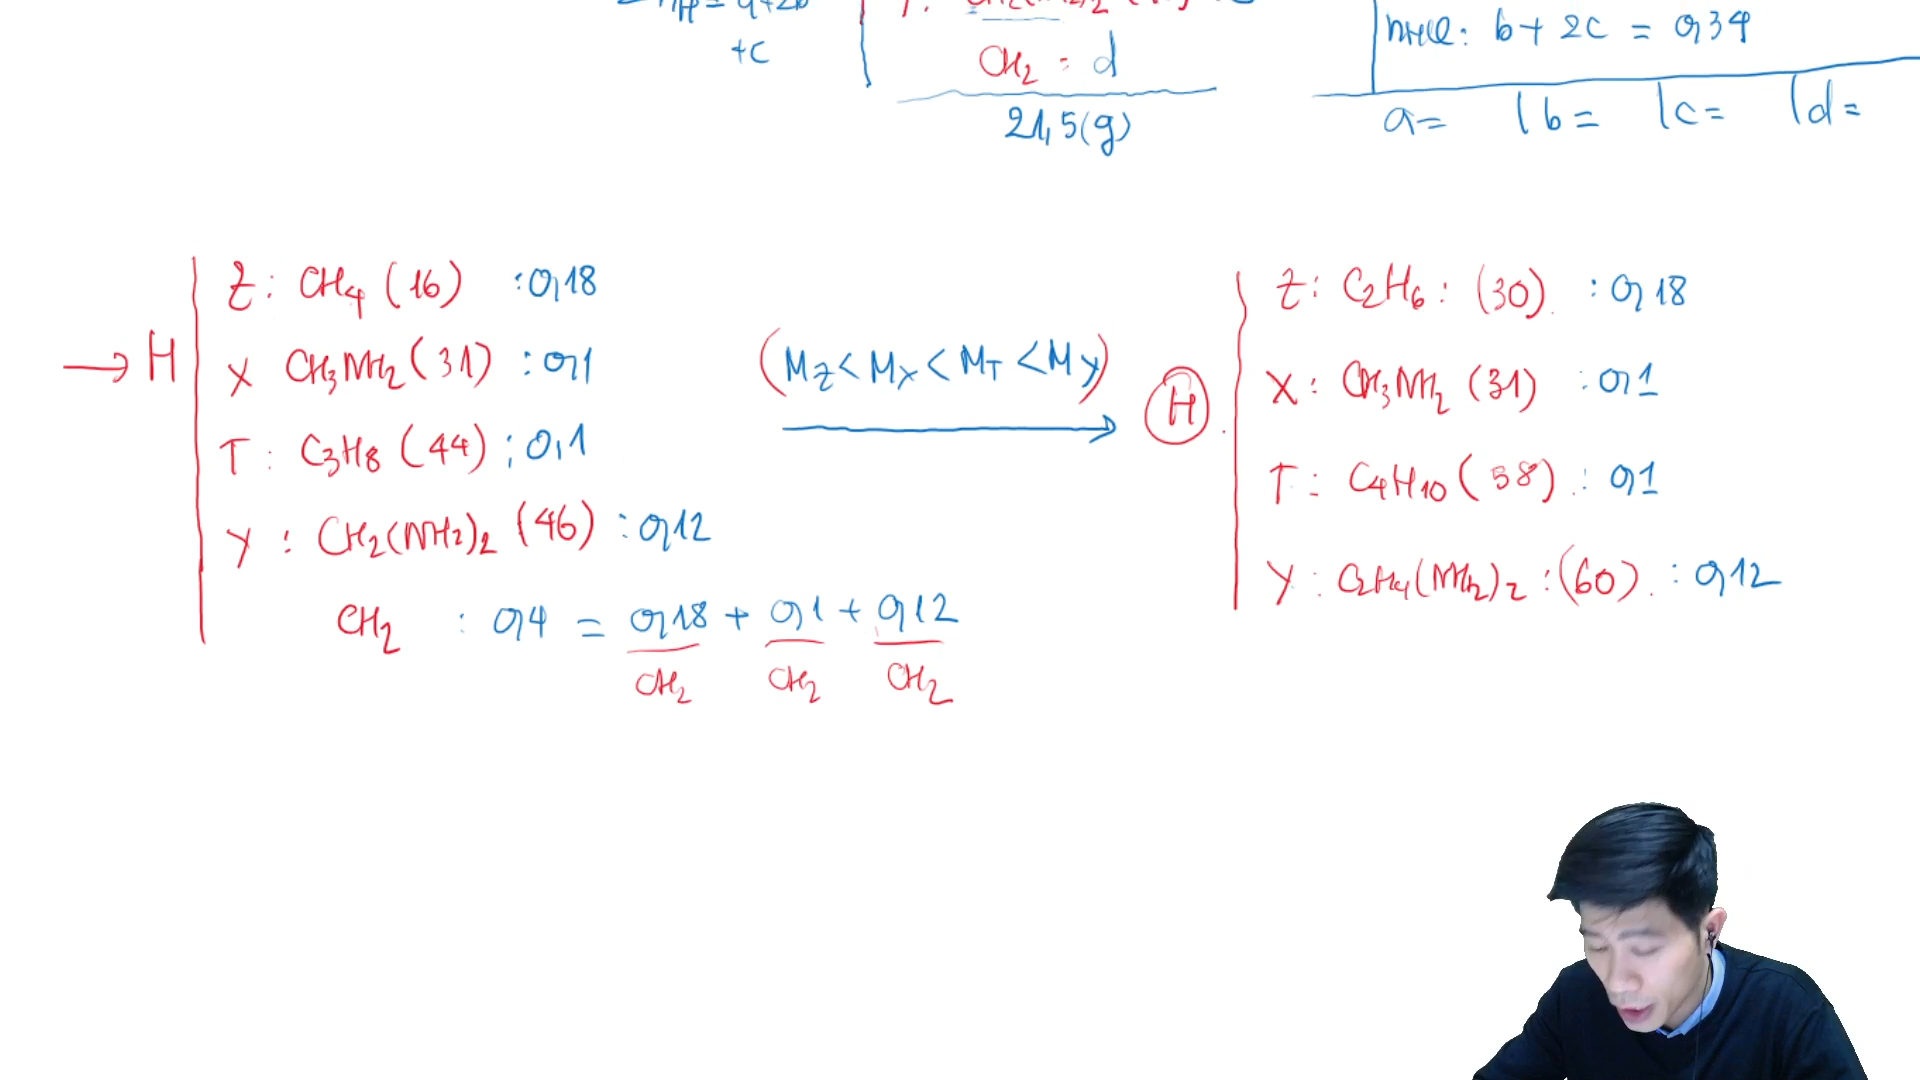 +c
CH2 : d
21,5(g)
nHCl: b + 2c = 0,34
a= | b= | c= | d=
→ H
Z: CH4 (16) : 0,18
X CH3NH2 (31) : 0,1
T : C3H8 (44) : 0,1
Y : CH2(NH2)2 (46) : 0,12
CH2 : 0,4 = 0,18 + 0,1 + 0,12
CH2 CH2 CH2
(MZ < MX < MT < MY)
H
Z: C2H6 : (30) : 0,18
X : CH3NH2 (31) : 0,1
T : C4H10 (58) : 0,1
Y : C2H4(NH2)2 : (60) : 0,12